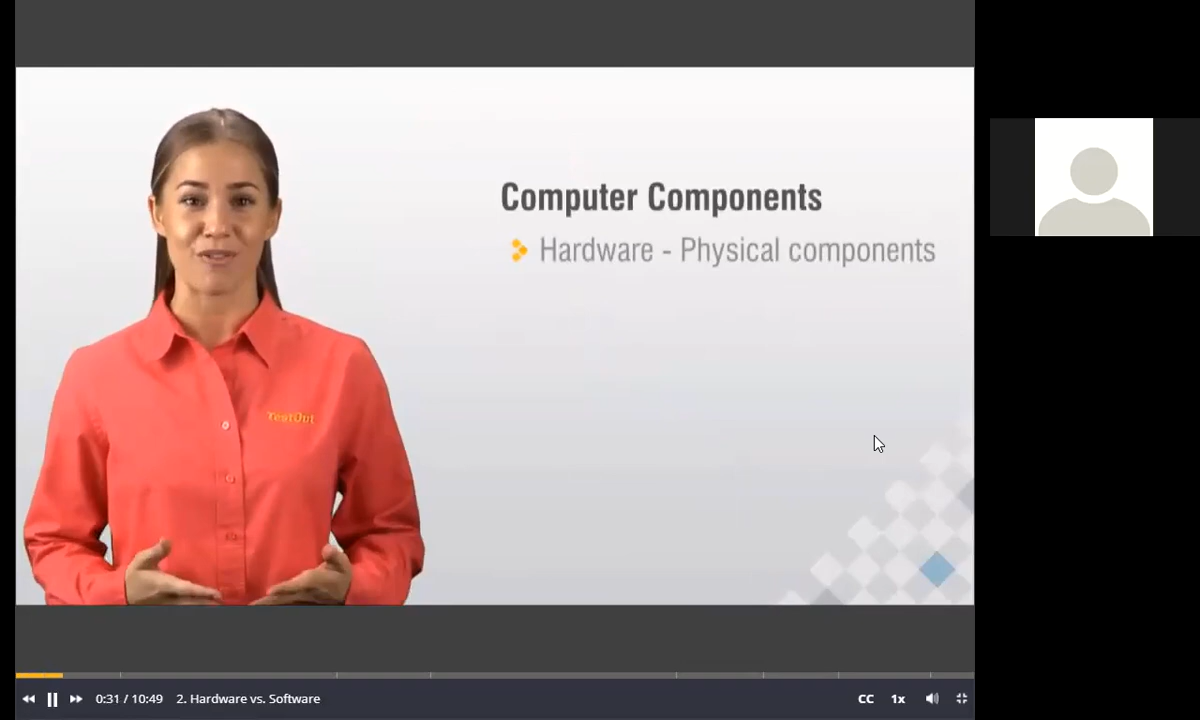 Computer Components
Hardware - Physical components
TestOut
0:31 / 10:49 2. Hardware vs. Software
CC 1x